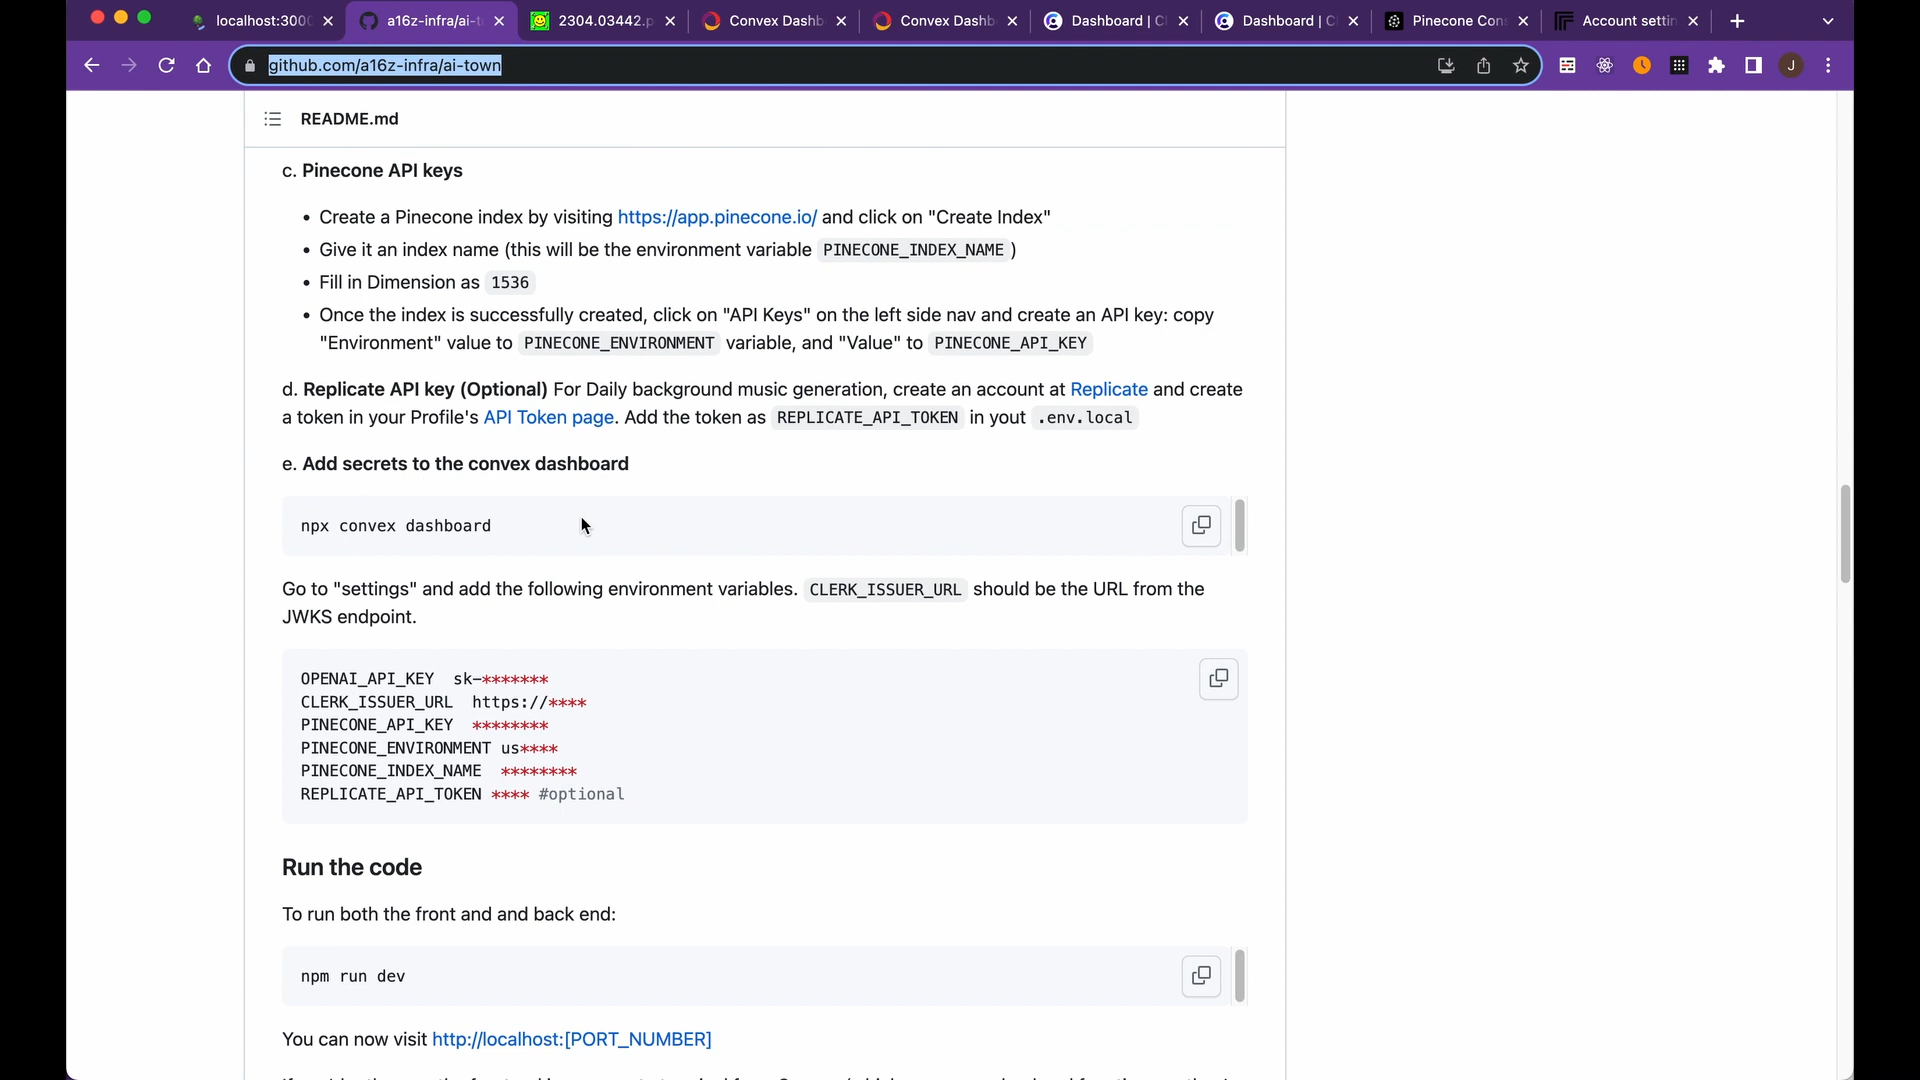 localhost:3000
a16z-infra/ai-t
2304.03442.p
Convex Dashb
Convex Dashb
Dashboard | C
Dashboard | C
Pinecone Con
Account settin
github.com/a16z-infra/ai-town
J
README.md
c. Pinecone API keys
• Create a Pinecone index by visiting https://app.pinecone.io/ and click on "Create Index"
• Give it an index name (this will be the environment variable PINECONE_INDEX_NAME )
• Fill in Dimension as 1536
• Once the index is successfully created, click on "API Keys" on the left side nav and create an API key: copy
"Environment" value to PINECONE_ENVIRONMENT variable, and "Value" to PINECONE_API_KEY
d. Replicate API key (Optional) For Daily background music generation, create an account at Replicate and create
a token in your Profile's API Token page. Add the token as REPLICATE_API_TOKEN in yout .env.local
e. Add secrets to the convex dashboard
npx convex dashboard
Go to "settings" and add the following environment variables. CLERK_ISSUER_URL should be the URL from the
JWKS endpoint.
OPENAI_API_KEY  sk-*******
CLERK_ISSUER_URL  https://****
PINECONE_API_KEY  ********
PINECONE_ENVIRONMENT us****
PINECONE_INDEX_NAME  ********
REPLICATE_API_TOKEN **** #optional
Run the code
To run both the front and and back end:
npm run dev
You can now visit http://localhost:[PORT_NUMBER]